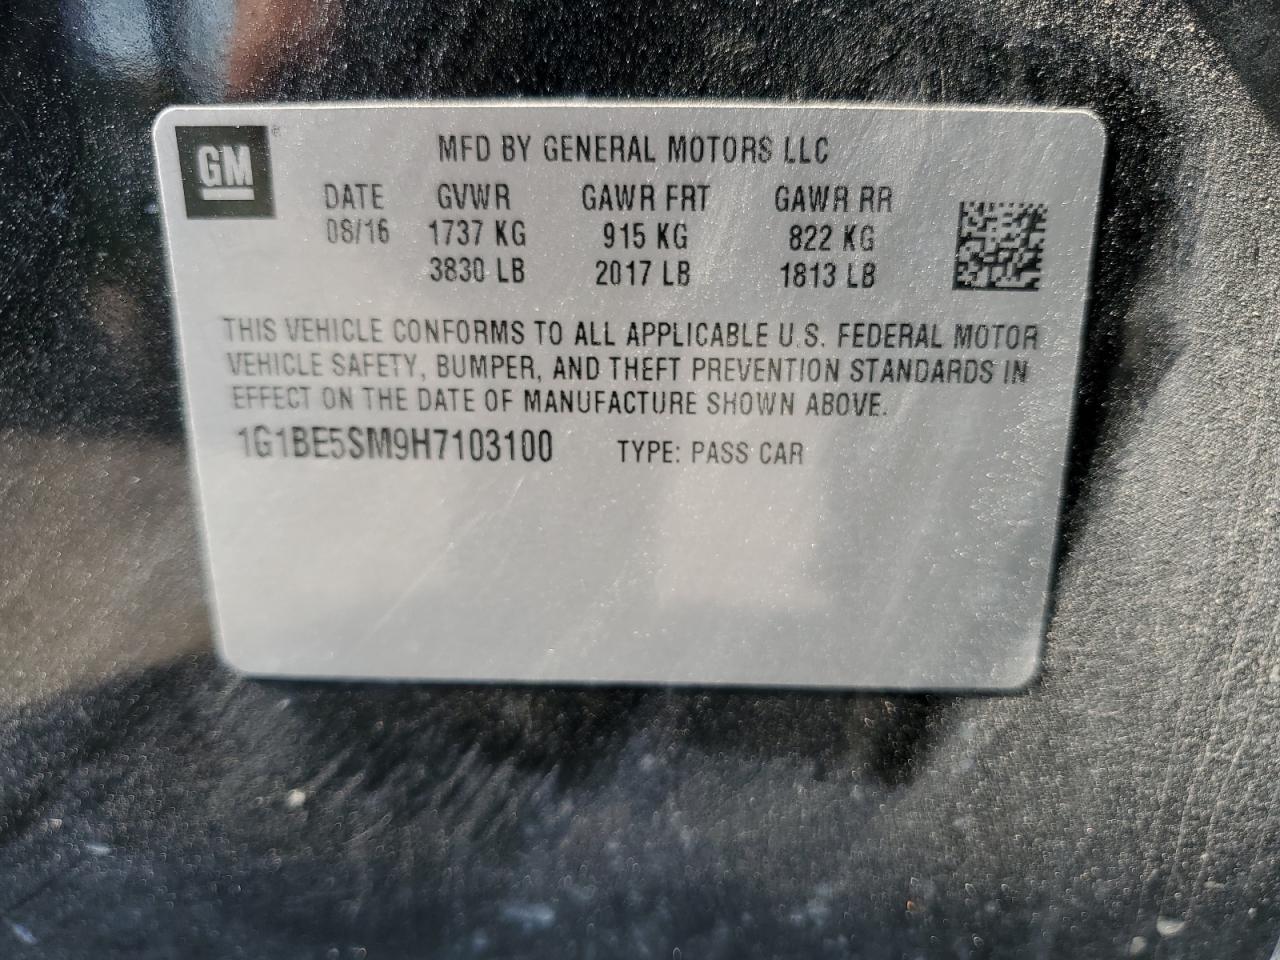 GM
MFD BY GENERAL MOTORS LLC
DATE GVWR GAWR FRT GAWR RR
08/16 1737 KG 915 KG 822 KG
3830 LB 2017 LB 1813 LB
THIS VEHICLE CONFORMS TO ALL APPLICABLE U.S. FEDERAL MOTOR
VEHICLE SAFETY, BUMPER, AND THEFT PREVENTION STANDARDS IN
EFFECT ON THE DATE OF MANUFACTURE SHOWN ABOVE.
1G1BE5SM9H7103100 TYPE: PASS CAR